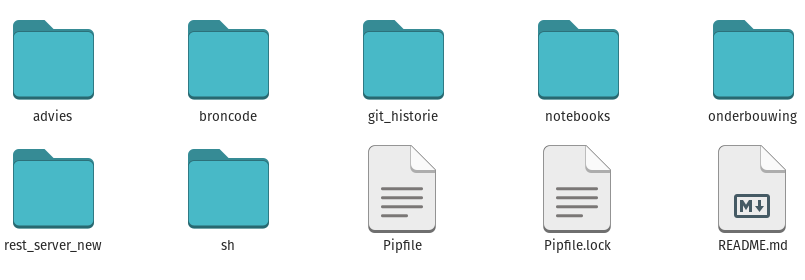 advies
broncode
git_historie
notebooks
onderbouwing
rest_server_new
sh
Pipfile
Pipfile.lock
M
README.md